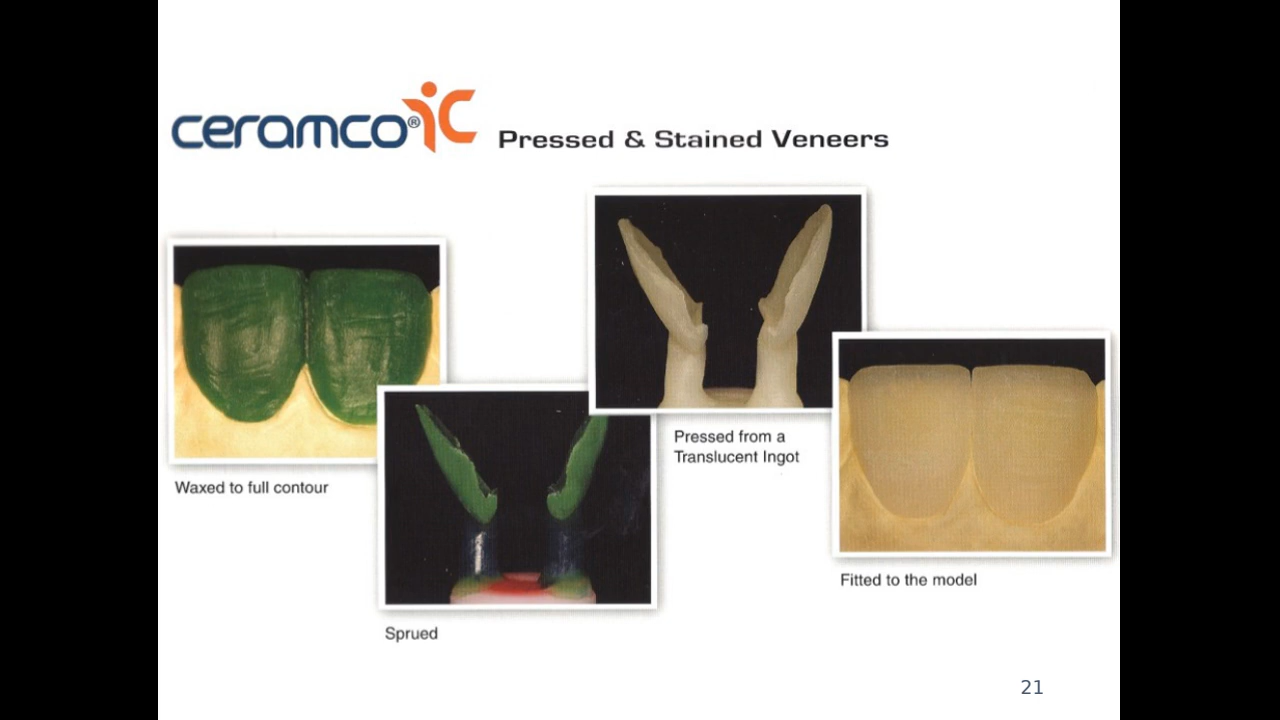 ceramco® iC
Pressed & Stained Veneers
Waxed to full contour
Sprued
Pressed from a
Translucent Ingot
Fitted to the model
21